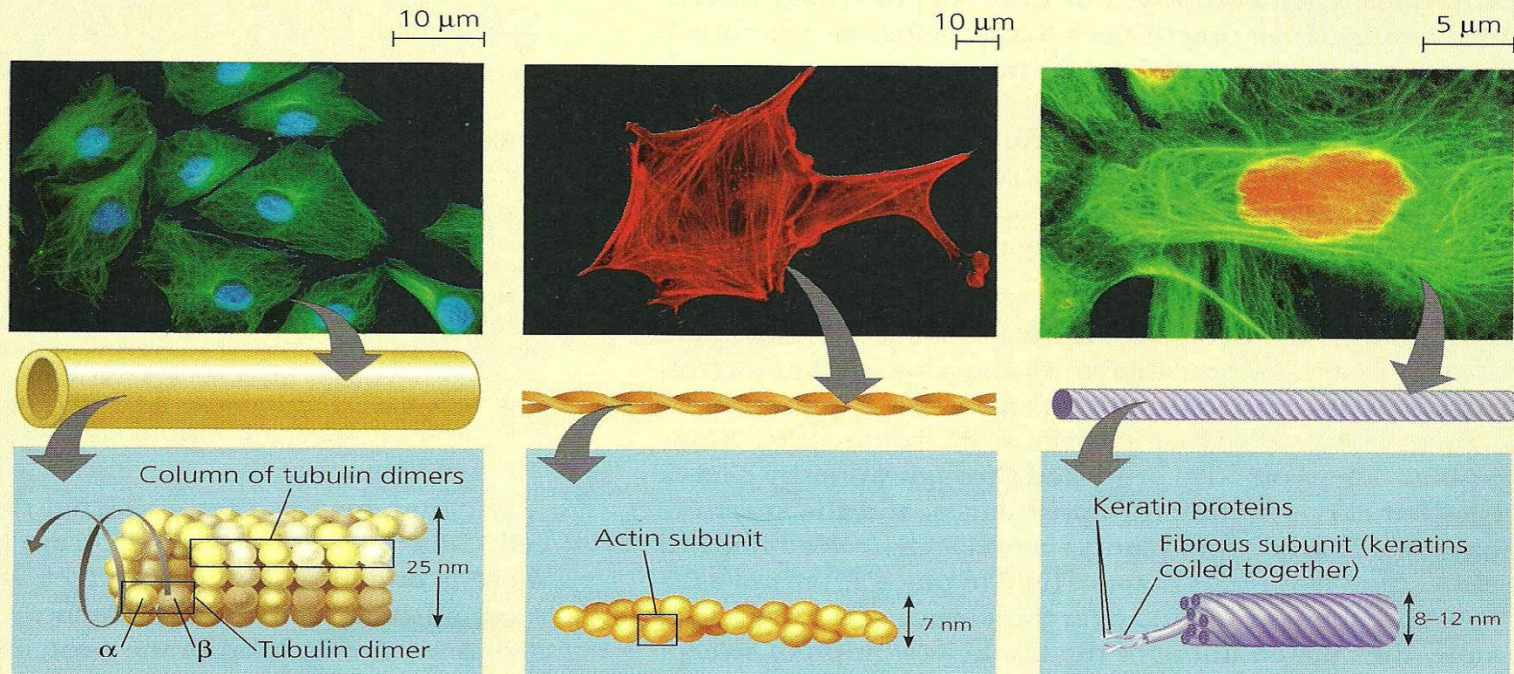 10 μm
10 μm
5 μm
Column of tubulin dimers
25 nm
α
β
Tubulin dimer
Actin subunit
7 nm
Keratin proteins
Fibrous subunit (keratins
coiled together)
8–12 nm